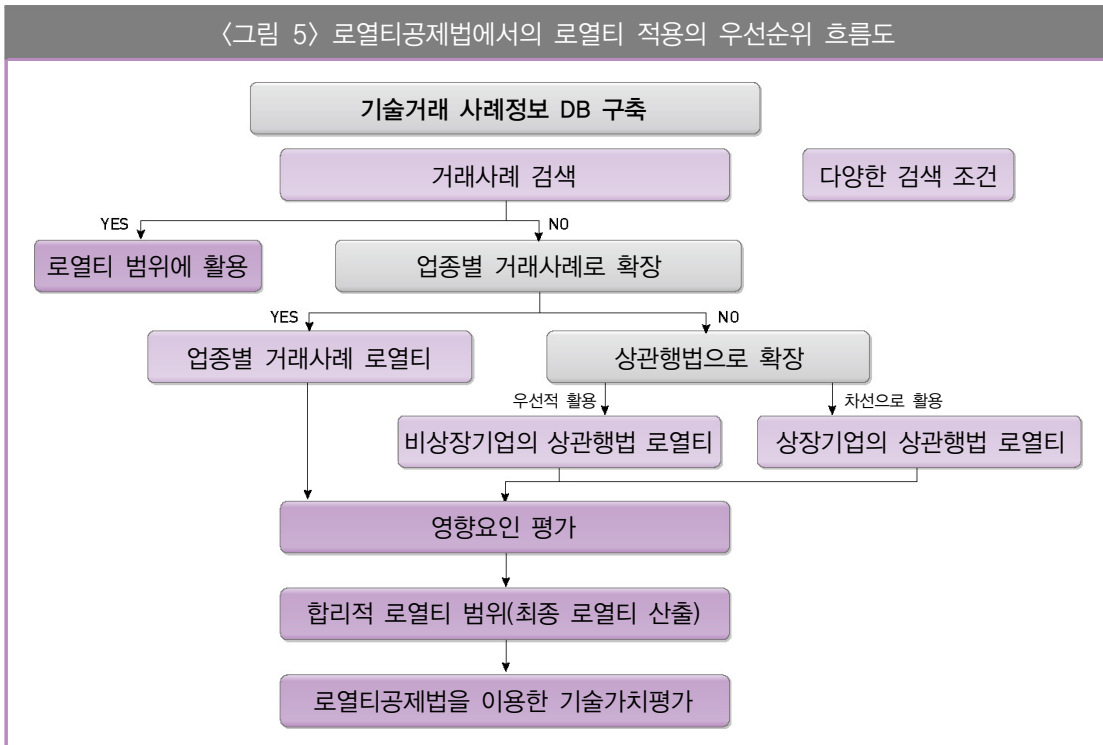 〈그림 5〉 로열티공제법에서의 로열티 적용의 우선순위 흐름도
기술거래 사례정보 DB 구축
거래사례 검색
다양한 검색 조건
YES
NO
로열티 범위에 활용
업종별 거래사례로 확장
YES
NO
업종별 거래사례 로열티
상관행법으로 확장
우선적 활용
차선으로 활용
비상장기업의 상관행법 로열티
상장기업의 상관행법 로열티
영향요인 평가
합리적 로열티 범위(최종 로열티 산출)
로열티공제법을 이용한 기술가치평가